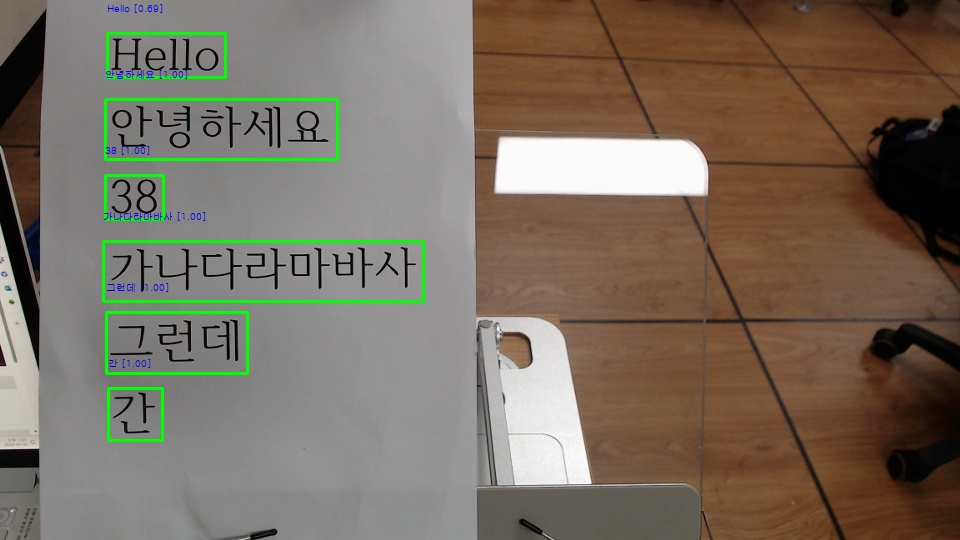 Hello [0.69]
Hello
안녕하세요 [1.00]
안녕하세요
38 [1.00]
38
가나다라마바사 [1.00]
가나다라마바사
그런데 [1.00]
그런데
간 [1.00]
간